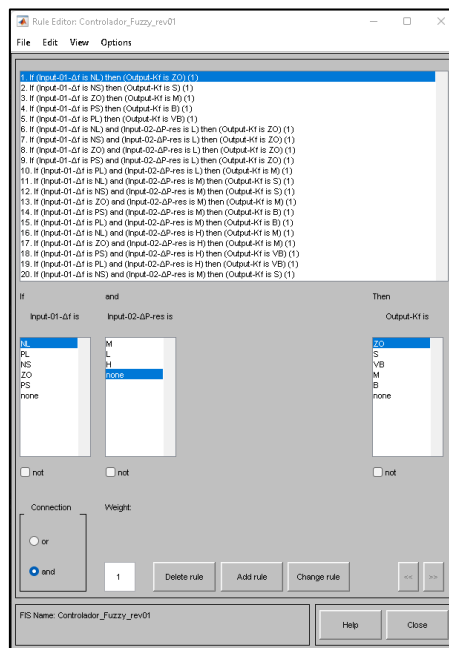 Rule Editor: Controlador_Fuzzy_rev01
File Edit View Options
1. If (Input-01-Δf is NL) then (Output-Kf is ZO) (1)
2. If (Input-01-Δf is NS) then (Output-Kf is S) (1)
3. If (Input-01-Δf is ZO) then (Output-Kf is M) (1)
4. If (Input-01-Δf is PS) then (Output-Kf is B) (1)
5. If (Input-01-Δf is PL) then (Output-Kf is VB) (1)
6. If (Input-01-Δf is NL) and (Input-02-ΔP-res is L) then (Output-Kf is ZO) (1)
7. If (Input-01-Δf is NS) and (Input-02-ΔP-res is L) then (Output-Kf is ZO) (1)
8. If (Input-01-Δf is ZO) and (Input-02-ΔP-res is L) then (Output-Kf is ZO) (1)
9. If (Input-01-Δf is PS) and (Input-02-ΔP-res is L) then (Output-Kf is ZO) (1)
10. If (Input-01-Δf is PL) and (Input-02-ΔP-res is L) then (Output-Kf is M) (1)
11. If (Input-01-Δf is NL) and (Input-02-ΔP-res is M) then (Output-Kf is S) (1)
12. If (Input-01-Δf is NS) and (Input-02-ΔP-res is M) then (Output-Kf is S) (1)
13. If (Input-01-Δf is ZO) and (Input-02-ΔP-res is M) then (Output-Kf is M) (1)
14. If (Input-01-Δf is PS) and (Input-02-ΔP-res is M) then (Output-Kf is B) (1)
15. If (Input-01-Δf is PL) and (Input-02-ΔP-res is M) then (Output-Kf is B) (1)
16. If (Input-01-Δf is NL) and (Input-02-ΔP-res is H) then (Output-Kf is M) (1)
17. If (Input-01-Δf is ZO) and (Input-02-ΔP-res is H) then (Output-Kf is M) (1)
18. If (Input-01-Δf is PS) and (Input-02-ΔP-res is H) then (Output-Kf is VB) (1)
19. If (Input-01-Δf is PL) and (Input-02-ΔP-res is H) then (Output-Kf is VB) (1)
20. If (Input-01-Δf is NS) and (Input-02-ΔP-res is M) then (Output-Kf is S) (1)
If and Then
Input-01-Δf is Input-02-ΔP-res is Output-Kf is
NL M ZO
PL L S
NS H VB
ZO none M
PS B
none none
not not not
Connection Weight:
or
and 1 Delete rule Add rule Change rule << >>
FIS Name: Controlador_Fuzzy_rev01 Help Close